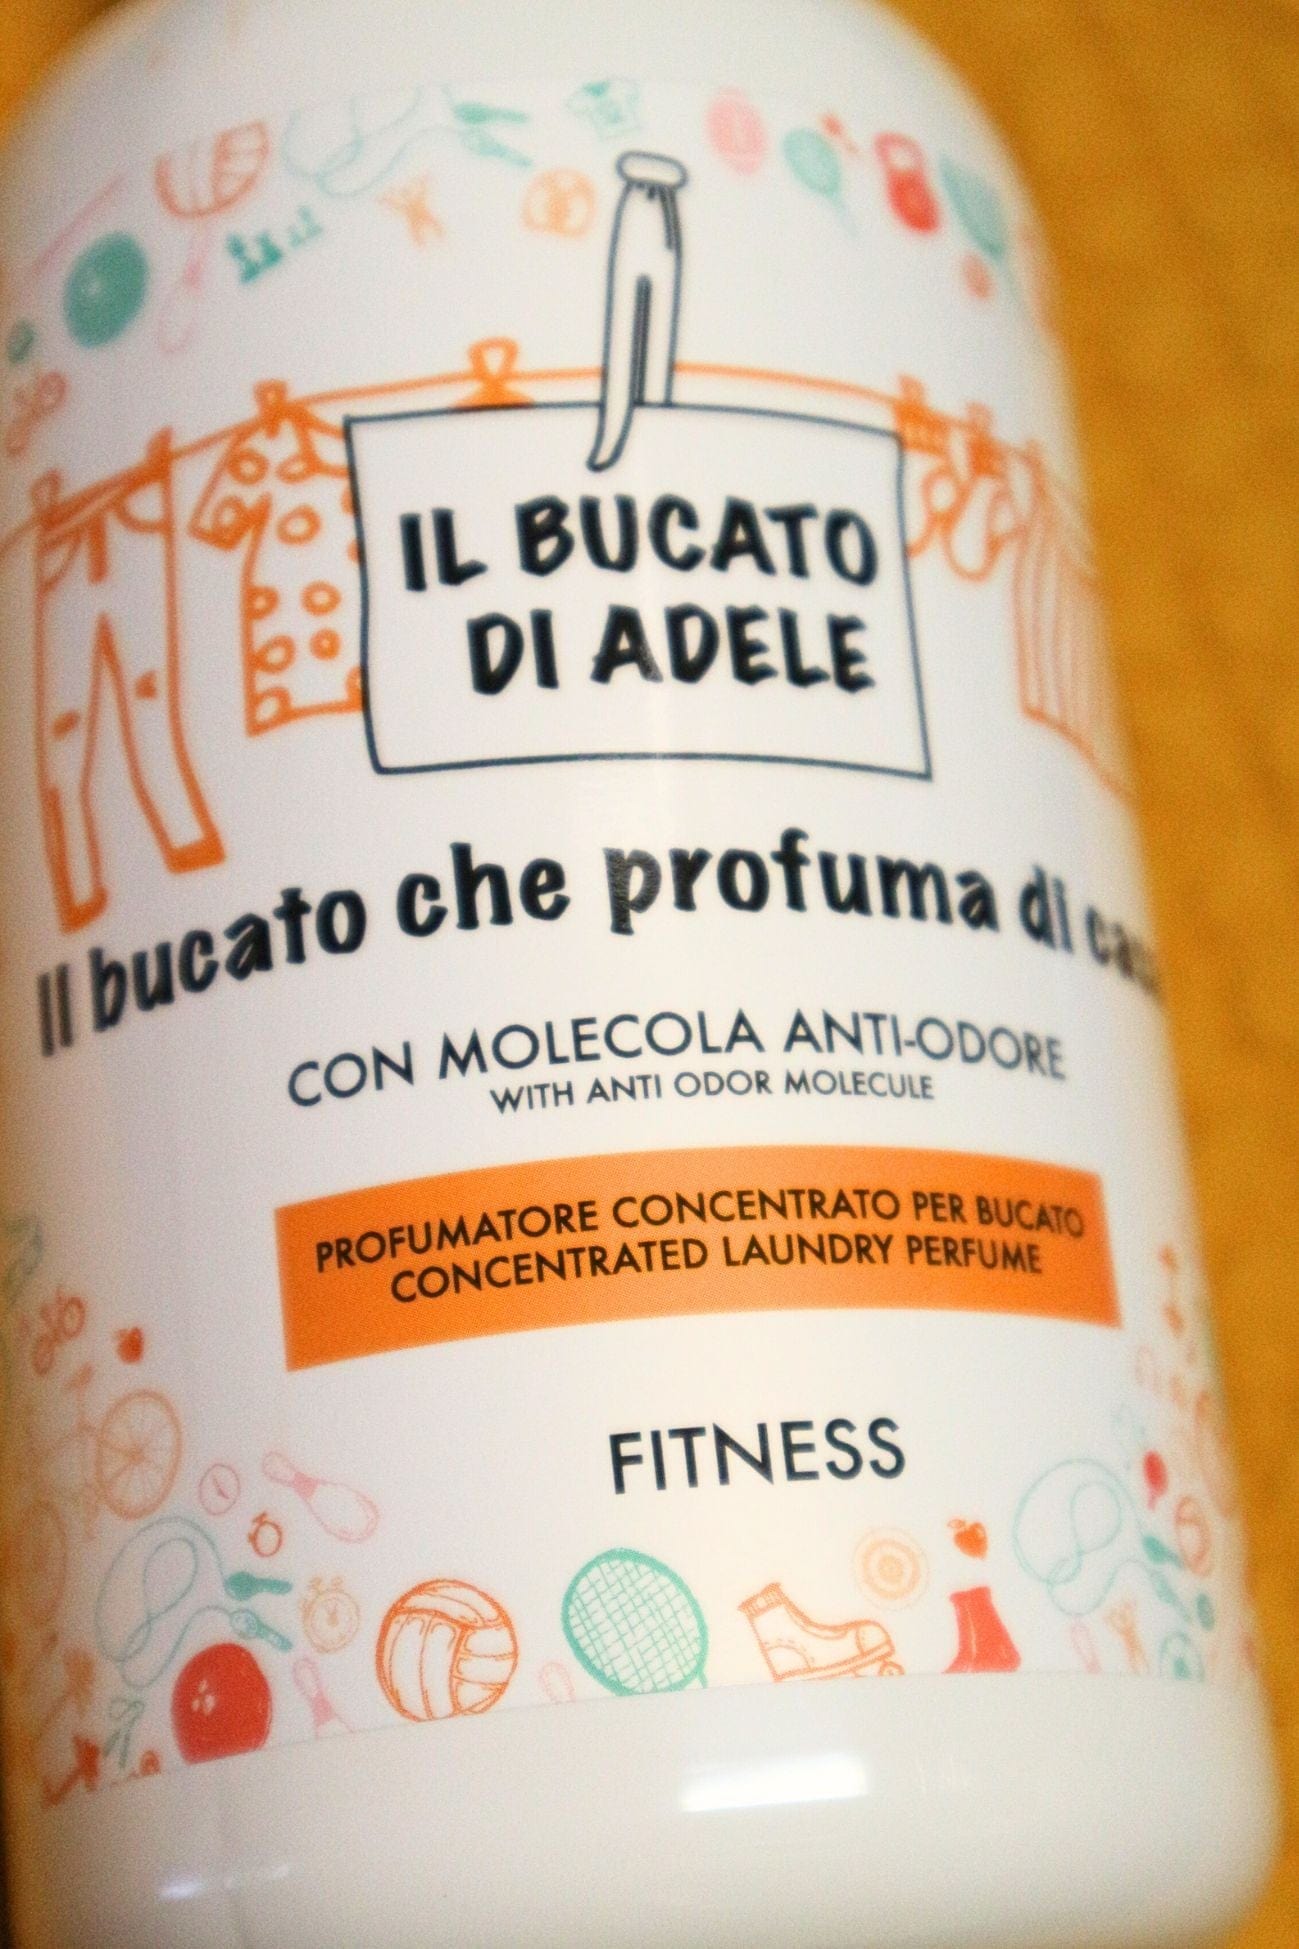 IL BUCATO
DI ADELE
Il bucato che profuma di
CON MOLECOLA ANTI-ODORE
WITH ANTI ODOR MOLECULE
PROFUMATORE CONCENTRATO PER BUCATO
CONCENTRATED LAUNDRY PERFUME
FITNESS